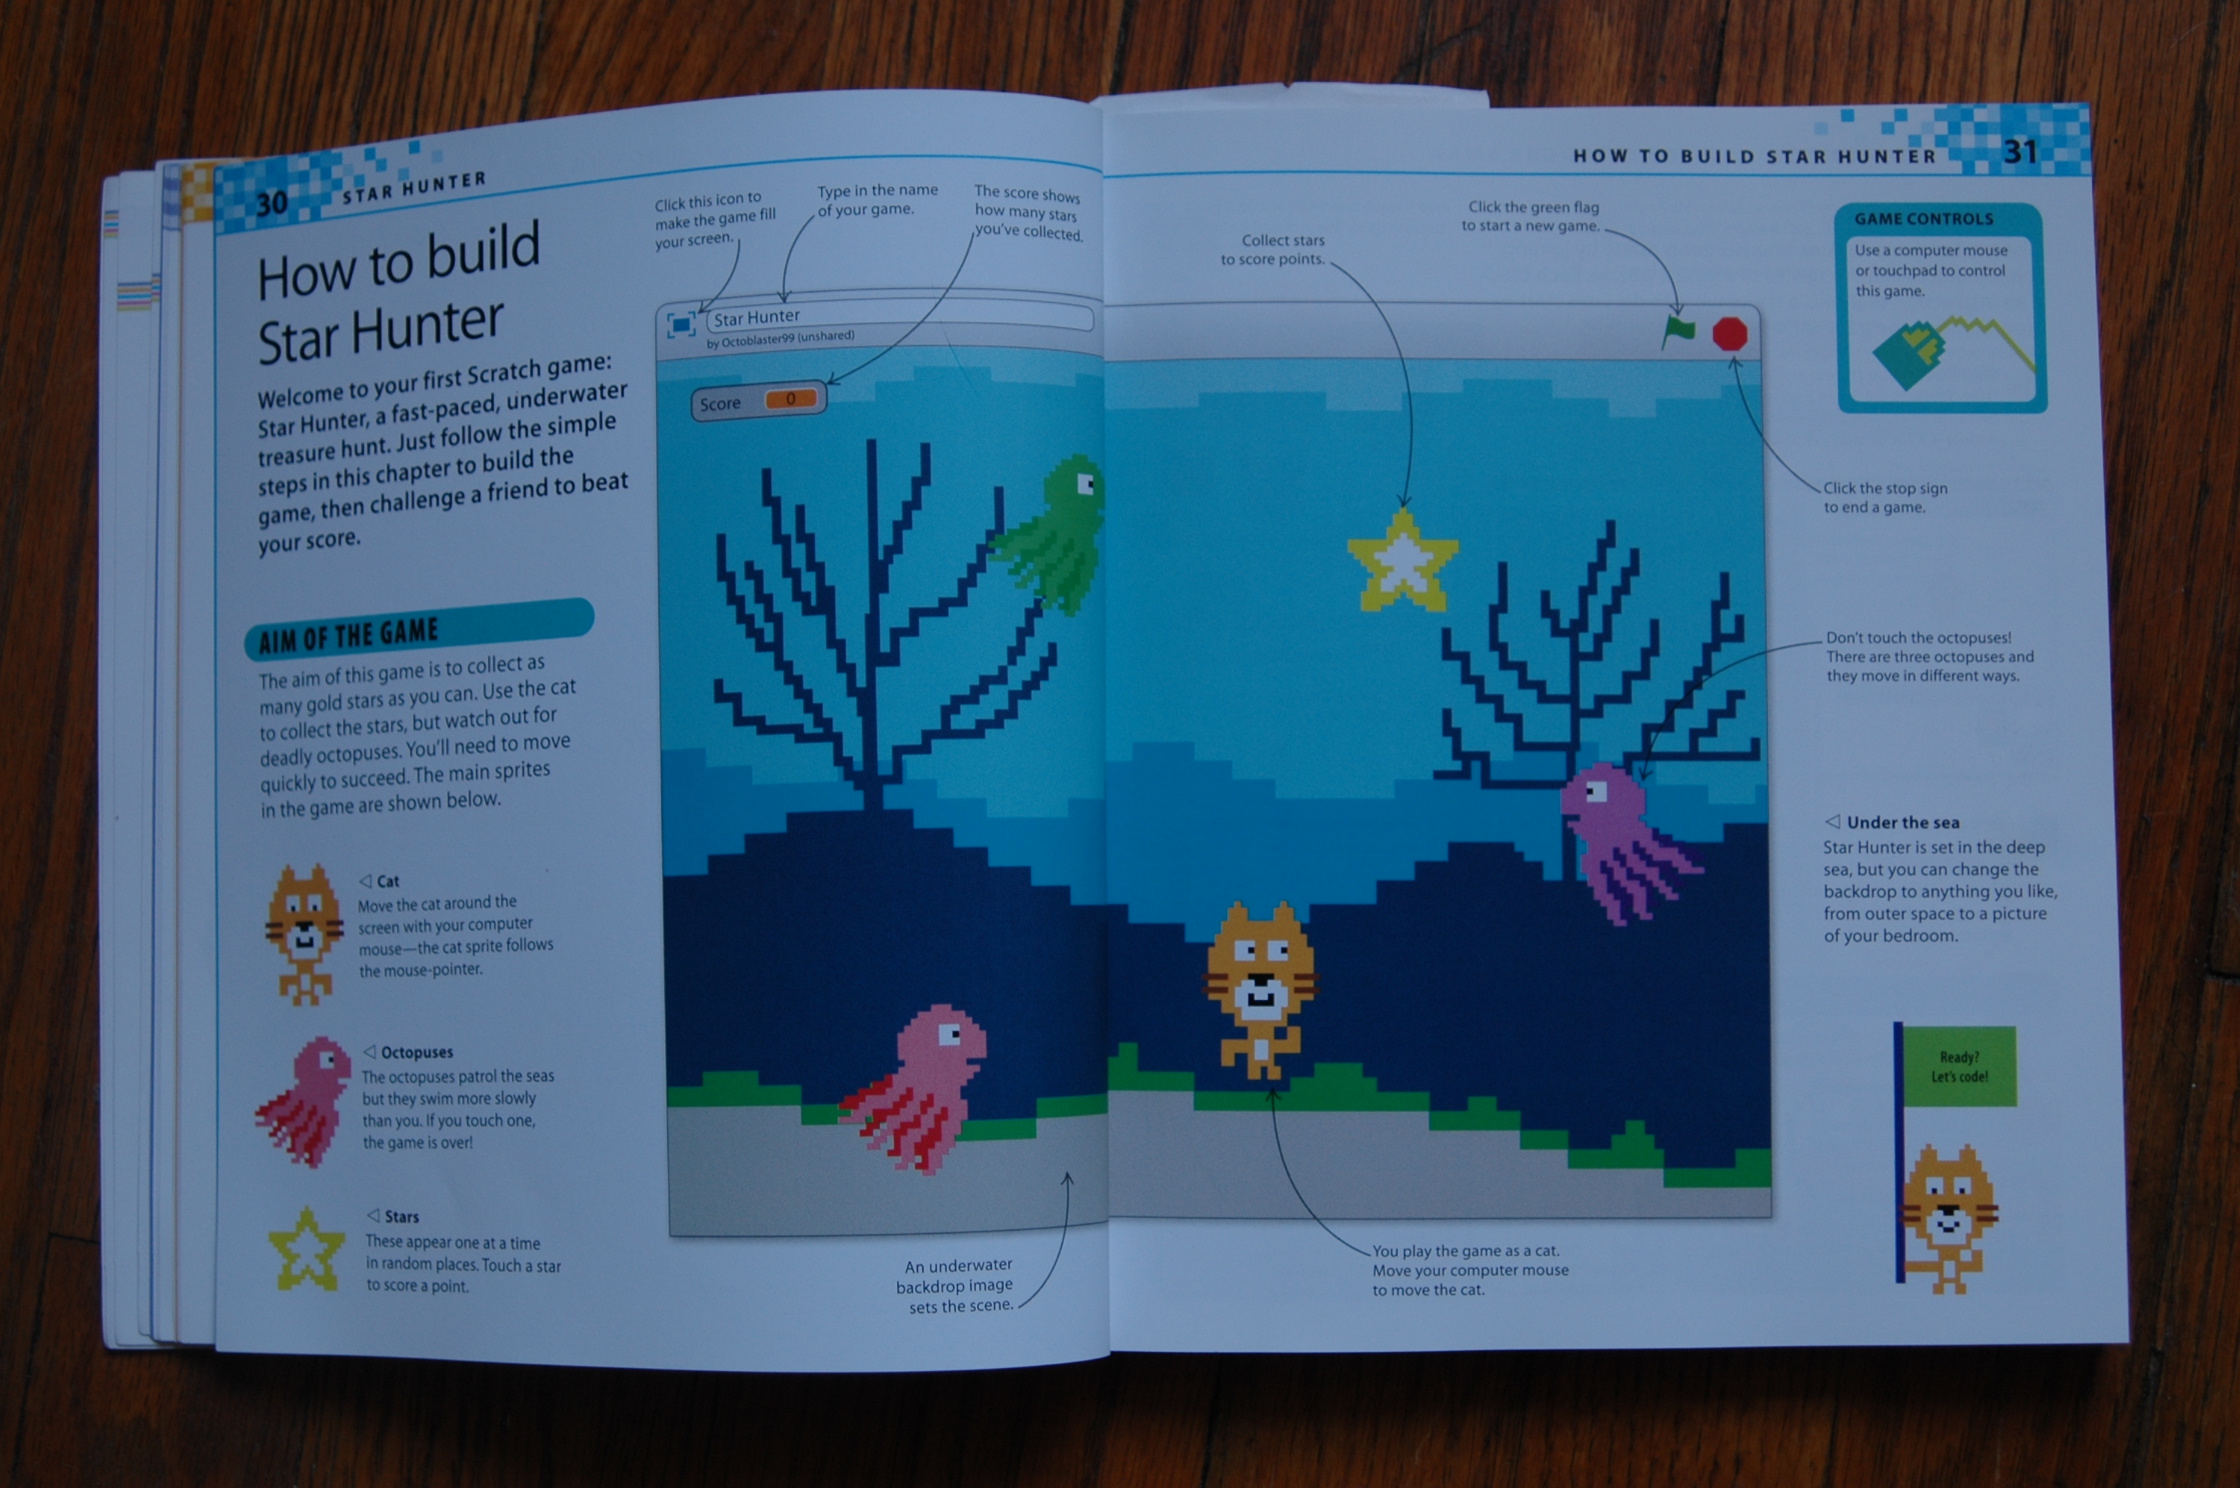 30
STAR HUNTER
How to build
Star Hunter
Welcome to your first Scratch game:
Star Hunter, a fast-paced, underwater
treasure hunt. Just follow the simple
steps in this chapter to build the
game, then challenge a friend to beat
your score.
AIM OF THE GAME
The aim of this game is to collect as
many gold stars as you can. Use the cat
to collect the stars, but watch out for
deadly octopuses. You'll need to move
quickly to succeed. The main sprites
in the game are shown below.
◁ Cat
Move the cat around the
screen with your computer
mouse—the cat sprite follows
the mouse-pointer.
◁ Octopuses
The octopuses patrol the seas
but they swim more slowly
than you. If you touch one,
the game is over!
◁ Stars
These appear one at a time
in random places. Touch a star
to score a point.
Click this icon to
make the game fill
your screen.
Type in the name
of your game.
The score shows
how many stars
you've collected.
Star Hunter
by Octoblaster99 (unshared)
Score 0
An underwater
backdrop image
sets the scene.
HOW TO BUILD STAR HUNTER
31
Collect stars
to score points.
Click the green flag
to start a new game.
GAME CONTROLS
Use a computer mouse
or touchpad to control
this game.
Click the stop sign
to end a game.
Don't touch the octopuses!
There are three octopuses and
they move in different ways.
◁ Under the sea
Star Hunter is set in the deep
sea, but you can change the
backdrop to anything you like,
from outer space to a picture
of your bedroom.
You play the game as a cat.
Move your computer mouse
to move the cat.
Ready?
Let's code!